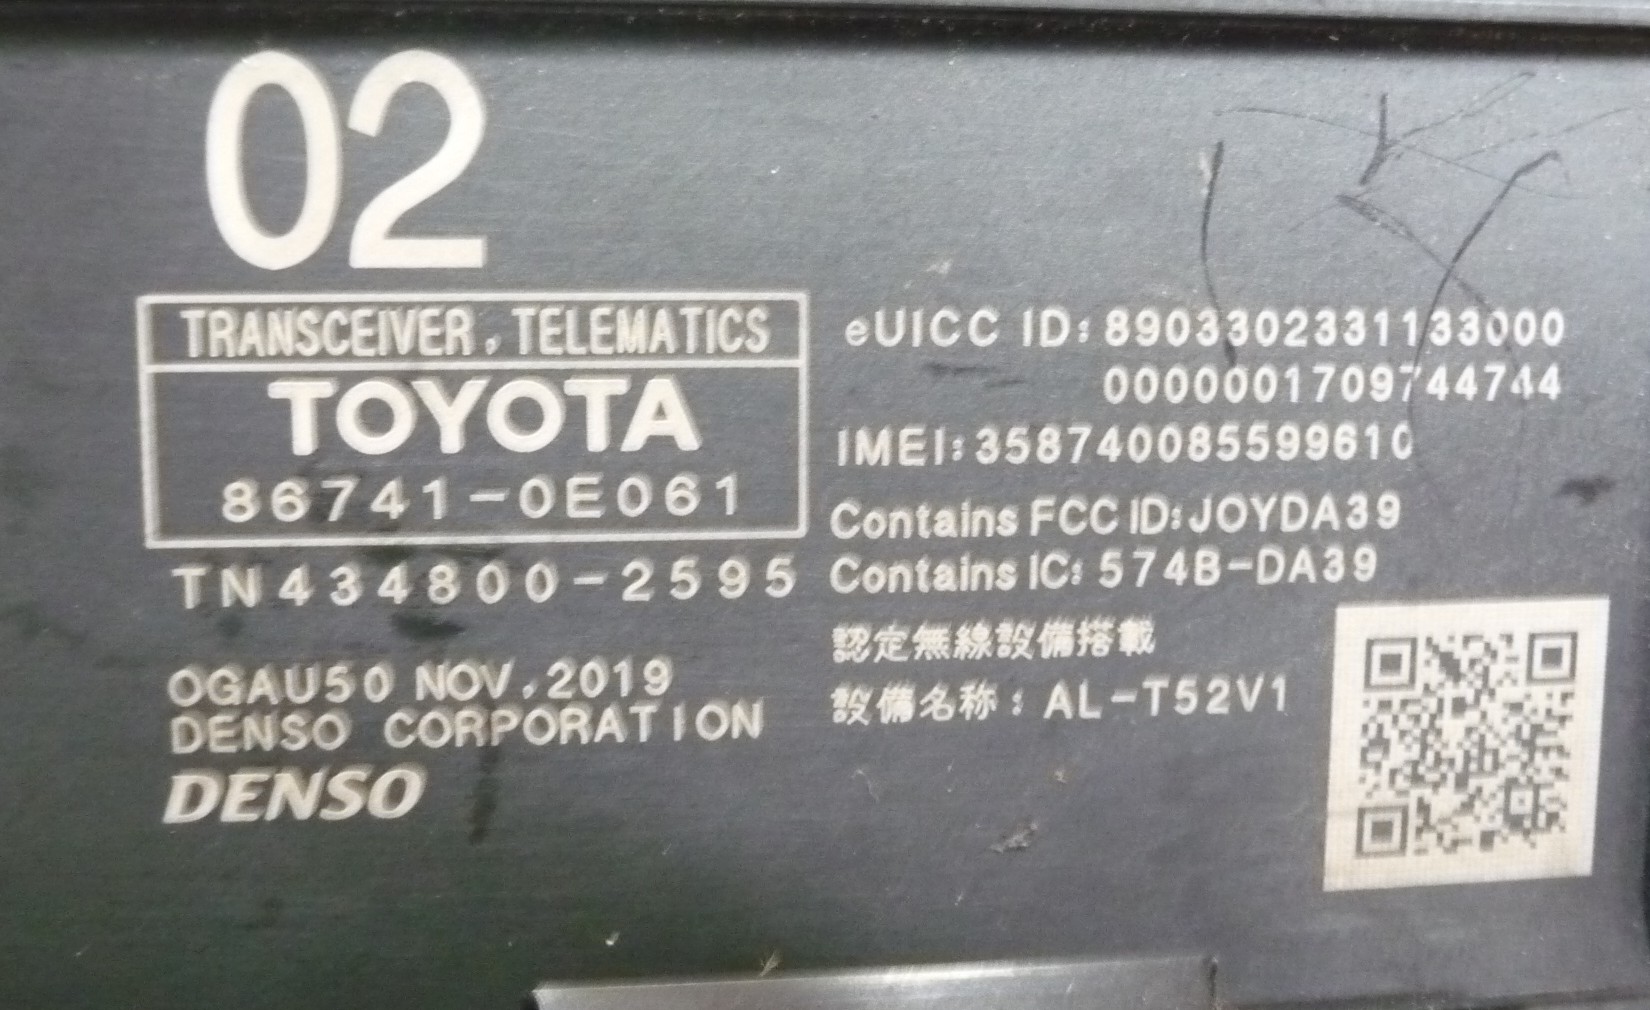 02
TRANSCEIVER, TELEMATICS
TOYOTA
86741-0E061
TN434800-2595
OGAU50 NOV.,2019
DENSO CORPORATION
DENSO
eUICC ID:8903302331133000
0000001709744744
IMEI:358740085599610
Contains FCC ID:JOYDA39
Contains IC:574B-DA39
認定無線設備搭載
設備名称:AL-T52V1